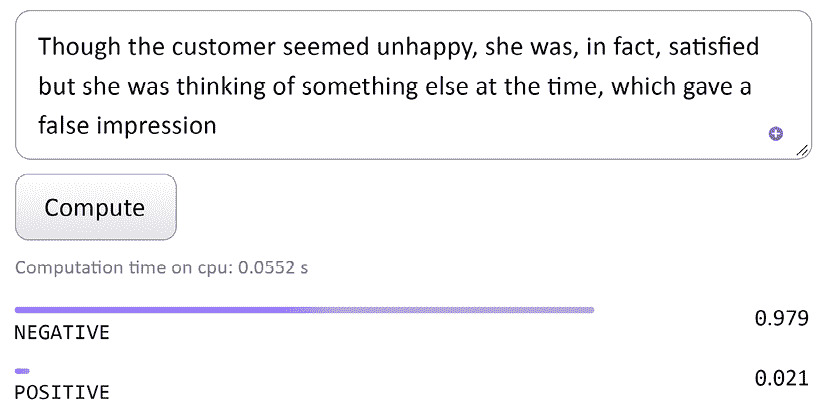 Though the customer seemed unhappy, she was, in fact, satisfied
but she was thinking of something else at the time, which gave a
false impression
Compute
Computation time on cpu: 0.0552 s
NEGATIVE 0.979
POSITIVE 0.021